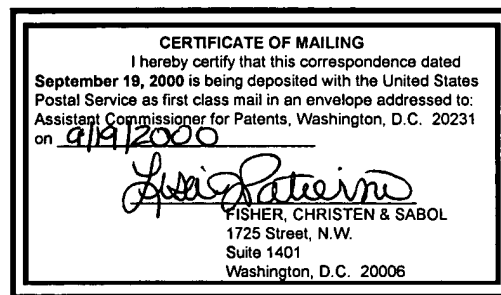 CERTIFICATE OF MAILING
I hereby certify that this correspondence dated
September 19, 2000 is being deposited with the United States
Postal Service as first class mail in an envelope addressed to:
Assistant Commissioner for Patents, Washington, D.C. 20231
on 9/19/2000
FISHER, CHRISTEN & SABOL
1725 Street, N.W.
Suite 1401
Washington, D.C. 20006